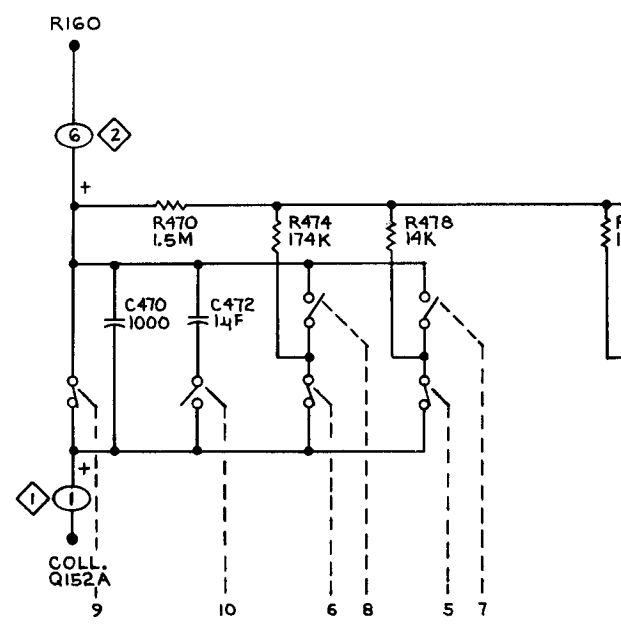 R160
6 2
+
R470
1.5M
R474
174K
R478
14K
R
1
C470
1000
C472
1µF
+
1 1
COLL.
Q152A
9 10 6 8 5 7